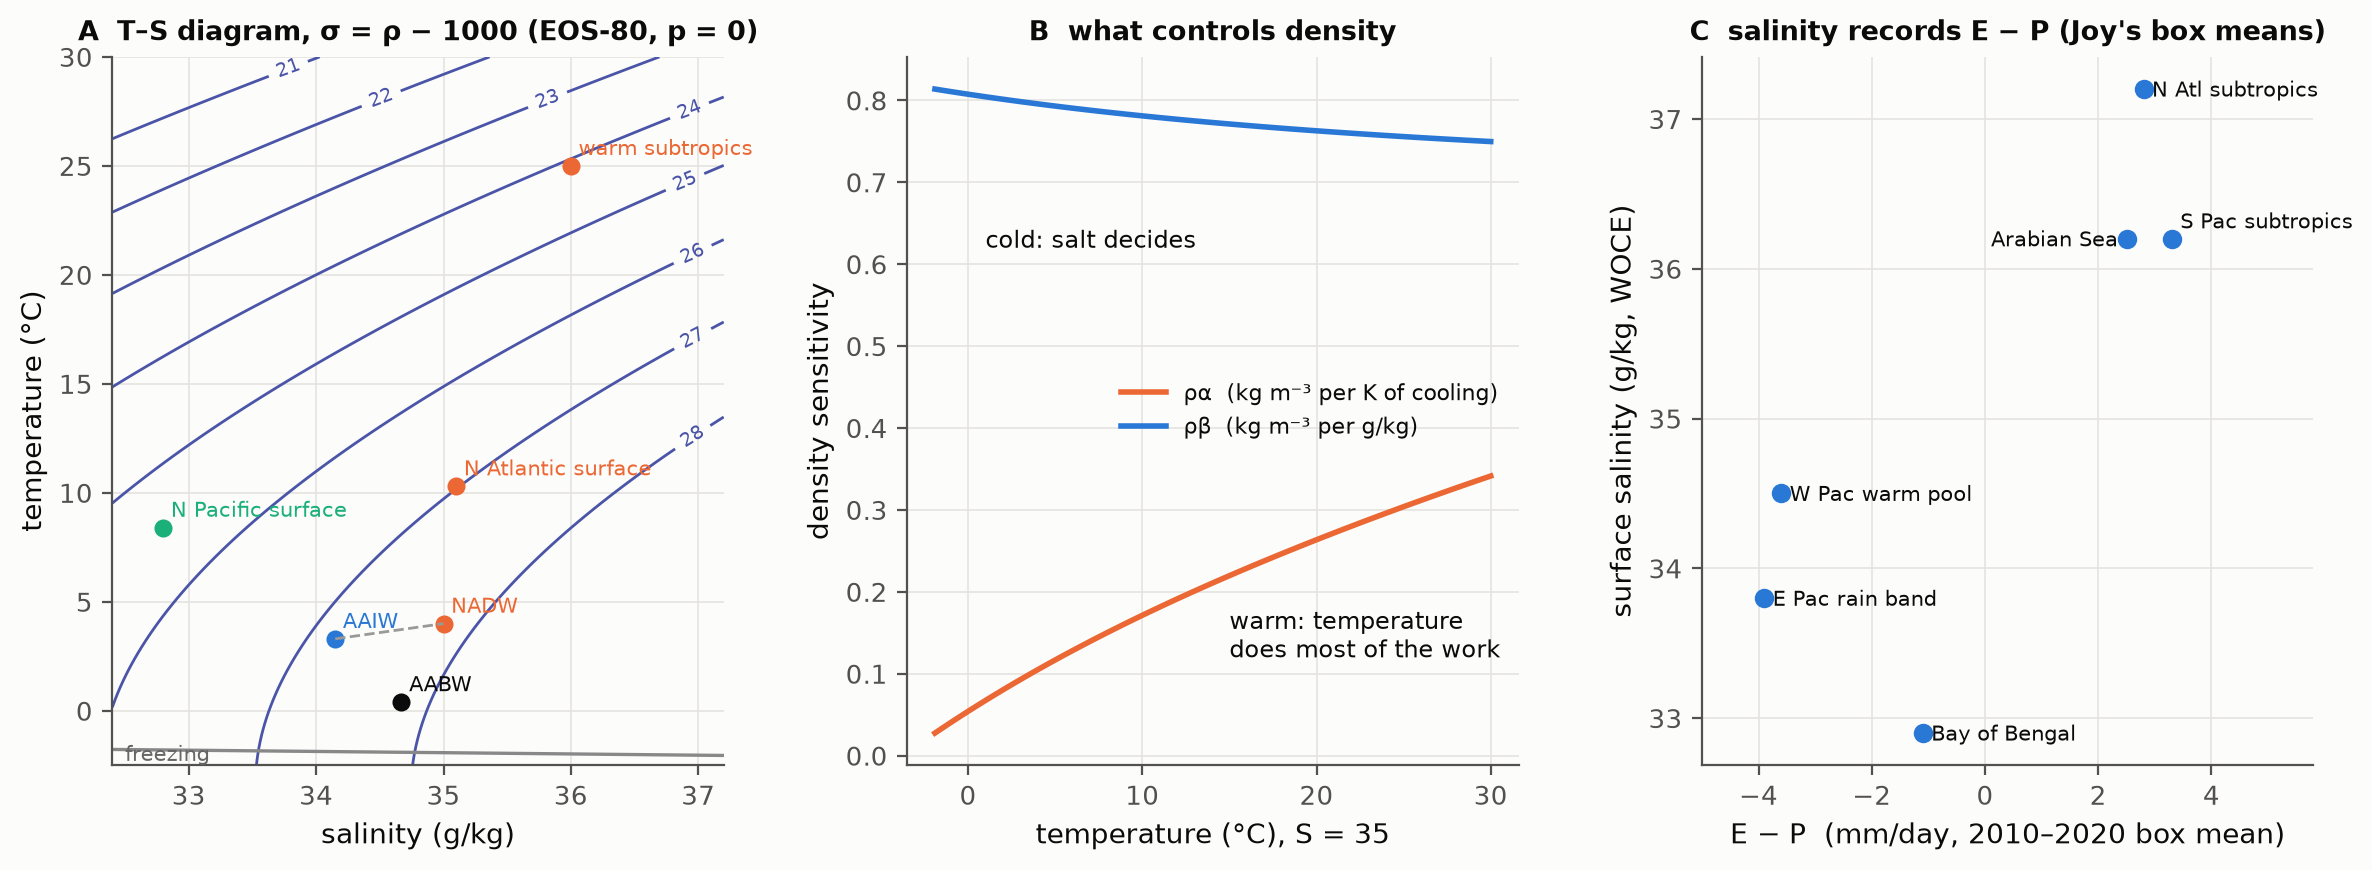 A  T–S diagram, σ = ρ − 1000 (EOS-80, p = 0)
30
25
20
15
10
5
0
temperature (°C)
21
22
23
24
25
26
27
28
warm subtropics
N Atlantic surface
N Pacific surface
NADW
AAIW
AABW
freezing
33
34
35
36
37
salinity (g/kg)
B  what controls density
0.8
0.7
0.6
0.5
0.4
0.3
0.2
0.1
0.0
density sensitivity
cold: salt decides
ρα  (kg m⁻³ per K of cooling)
ρβ  (kg m⁻³ per g/kg)
warm: temperature
does most of the work
0
10
20
30
temperature (°C), S = 35
C  salinity records E − P (Joy's box means)
37
36
35
34
33
surface salinity (g/kg, WOCE)
N Atl subtropics
S Pac subtropics
Arabian Sea
W Pac warm pool
E Pac rain band
Bay of Bengal
−4
−2
0
2
4
E − P  (mm/day, 2010–2020 box mean)